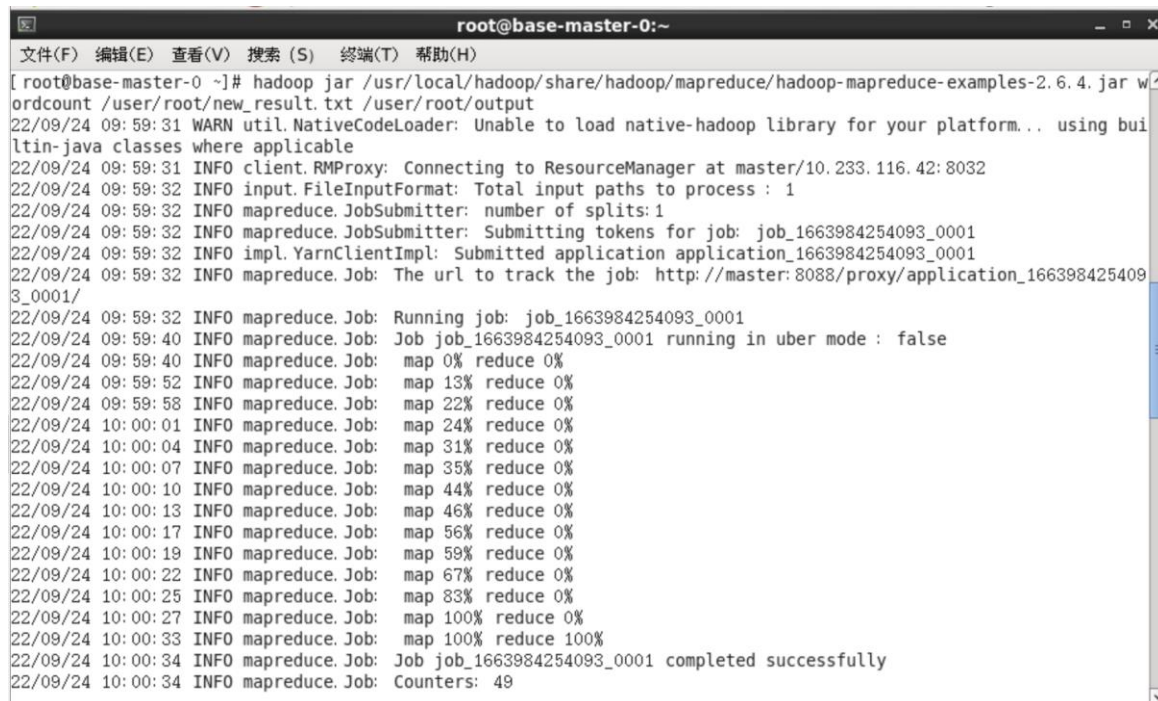 root@base-master-0:~
文件(F) 编辑(E) 查看(V) 搜索 (S) 终端(T) 帮助(H)
[root@base-master-0 ~]# hadoop jar /usr/local/hadoop/share/hadoop/mapreduce/hadoop-mapreduce-examples-2.6.4.jar w
ordcount /user/root/new_result.txt /user/root/output
22/09/24 09:59:31 WARN util.NativeCodeLoader: Unable to load native-hadoop library for your platform... using bui
ltin-java classes where applicable
22/09/24 09:59:31 INFO client.RMProxy: Connecting to ResourceManager at master/10.233.116.42:8032
22/09/24 09:59:32 INFO input.FileInputFormat: Total input paths to process : 1
22/09/24 09:59:32 INFO mapreduce.JobSubmitter: number of splits:1
22/09/24 09:59:32 INFO mapreduce.JobSubmitter: Submitting tokens for job: job_1663984254093_0001
22/09/24 09:59:32 INFO impl.YarnClientImpl: Submitted application application_1663984254093_0001
22/09/24 09:59:32 INFO mapreduce.Job: The url to track the job: http://master:8088/proxy/application_166398425409
3_0001/
22/09/24 09:59:32 INFO mapreduce.Job: Running job: job_1663984254093_0001
22/09/24 09:59:40 INFO mapreduce.Job: Job job_1663984254093_0001 running in uber mode : false
22/09/24 09:59:40 INFO mapreduce.Job:  map 0% reduce 0%
22/09/24 09:59:52 INFO mapreduce.Job:  map 13% reduce 0%
22/09/24 09:59:58 INFO mapreduce.Job:  map 22% reduce 0%
22/09/24 10:00:01 INFO mapreduce.Job:  map 24% reduce 0%
22/09/24 10:00:04 INFO mapreduce.Job:  map 31% reduce 0%
22/09/24 10:00:07 INFO mapreduce.Job:  map 35% reduce 0%
22/09/24 10:00:10 INFO mapreduce.Job:  map 44% reduce 0%
22/09/24 10:00:13 INFO mapreduce.Job:  map 46% reduce 0%
22/09/24 10:00:17 INFO mapreduce.Job:  map 56% reduce 0%
22/09/24 10:00:19 INFO mapreduce.Job:  map 59% reduce 0%
22/09/24 10:00:22 INFO mapreduce.Job:  map 67% reduce 0%
22/09/24 10:00:25 INFO mapreduce.Job:  map 83% reduce 0%
22/09/24 10:00:27 INFO mapreduce.Job:  map 100% reduce 0%
22/09/24 10:00:33 INFO mapreduce.Job:  map 100% reduce 100%
22/09/24 10:00:34 INFO mapreduce.Job: Job job_1663984254093_0001 completed successfully
22/09/24 10:00:34 INFO mapreduce.Job: Counters: 49